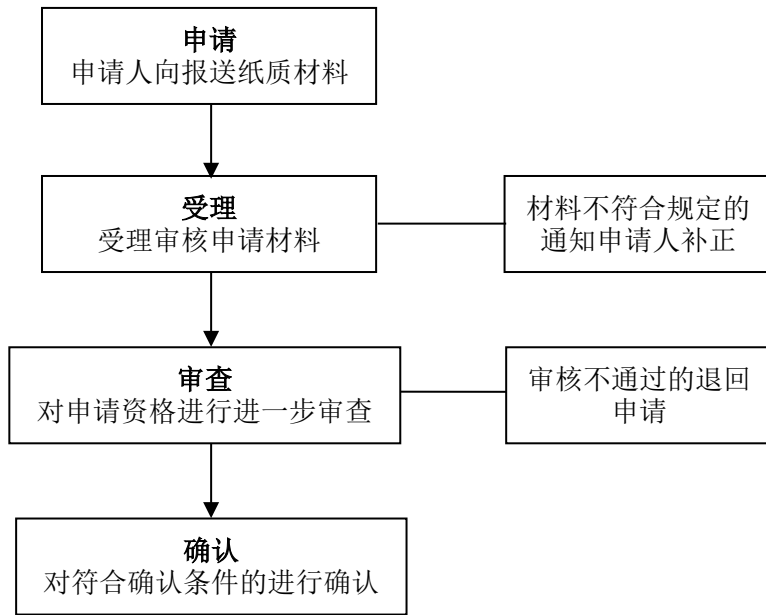 申请
申请人向报送纸质材料
受理
受理审核申请材料
材料不符合规定的
通知申请人补正
审查
对申请资格进行进一步审查
审核不通过的退回
申请
确认
对符合确认条件的进行确认